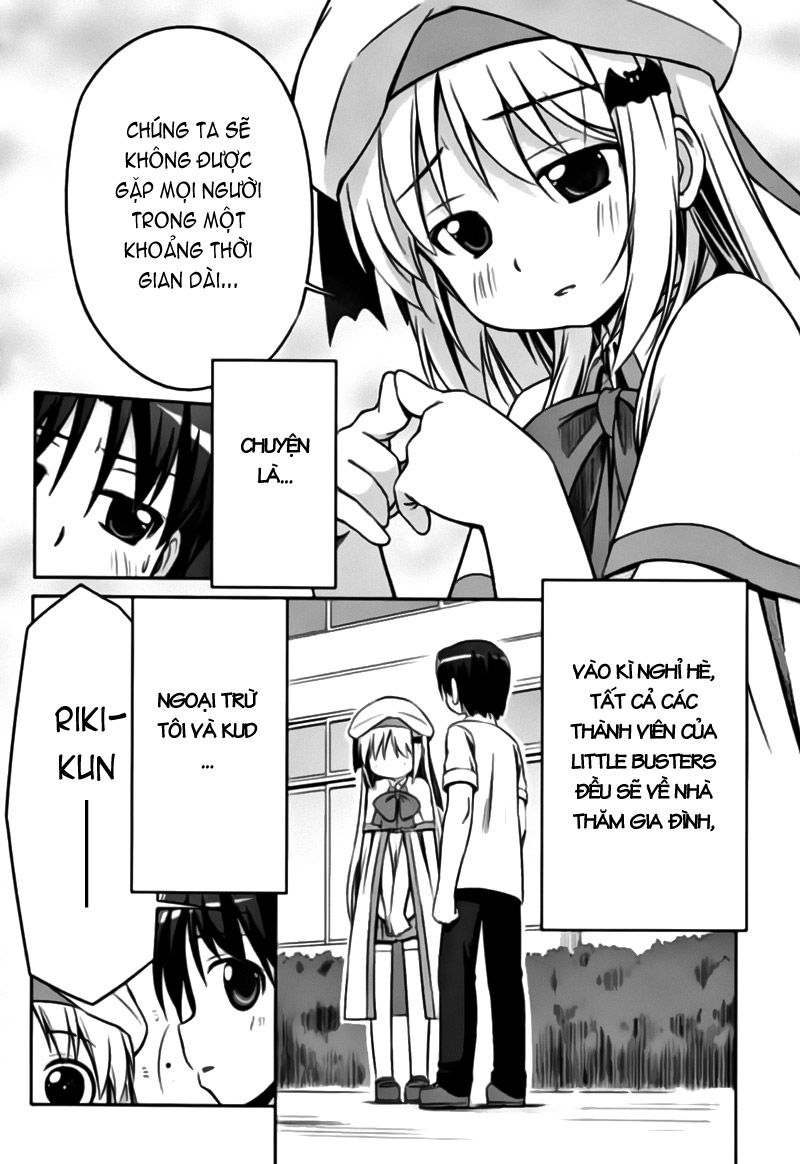 CHÚNG TA SẼ
KHÔNG ĐƯỢC
GẶP MỌI NGƯỜI
TRONG MỘT
KHOẢNG THỜI
GIAN DÀI...
CHUYỆN
LÀ...
VÀO KÌ NGHỈ HÈ,
TẤT CẢ CÁC
THÀNH VIÊN CỦA
LITTLE BUSTERS
ĐỀU SẼ VỀ NHÀ
THĂM GIA ĐÌNH,
NGOẠI TRỪ
TÔI VÀ KUD
...
RIKI-
KUN